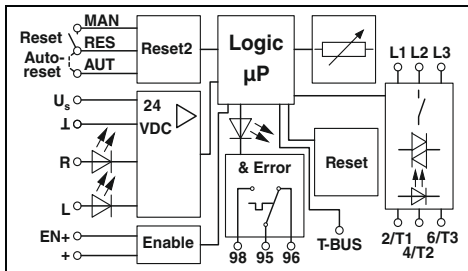 MAN
Reset
RES
Reset2
Auto-
reset
AUT
Logic
µP
L1 L2 L3
Us
24
VDC
⊥
R
L
& Error
Reset
EN+
+
Enable
98 95 96
T-BUS
2/T1
4/T2
6/T3